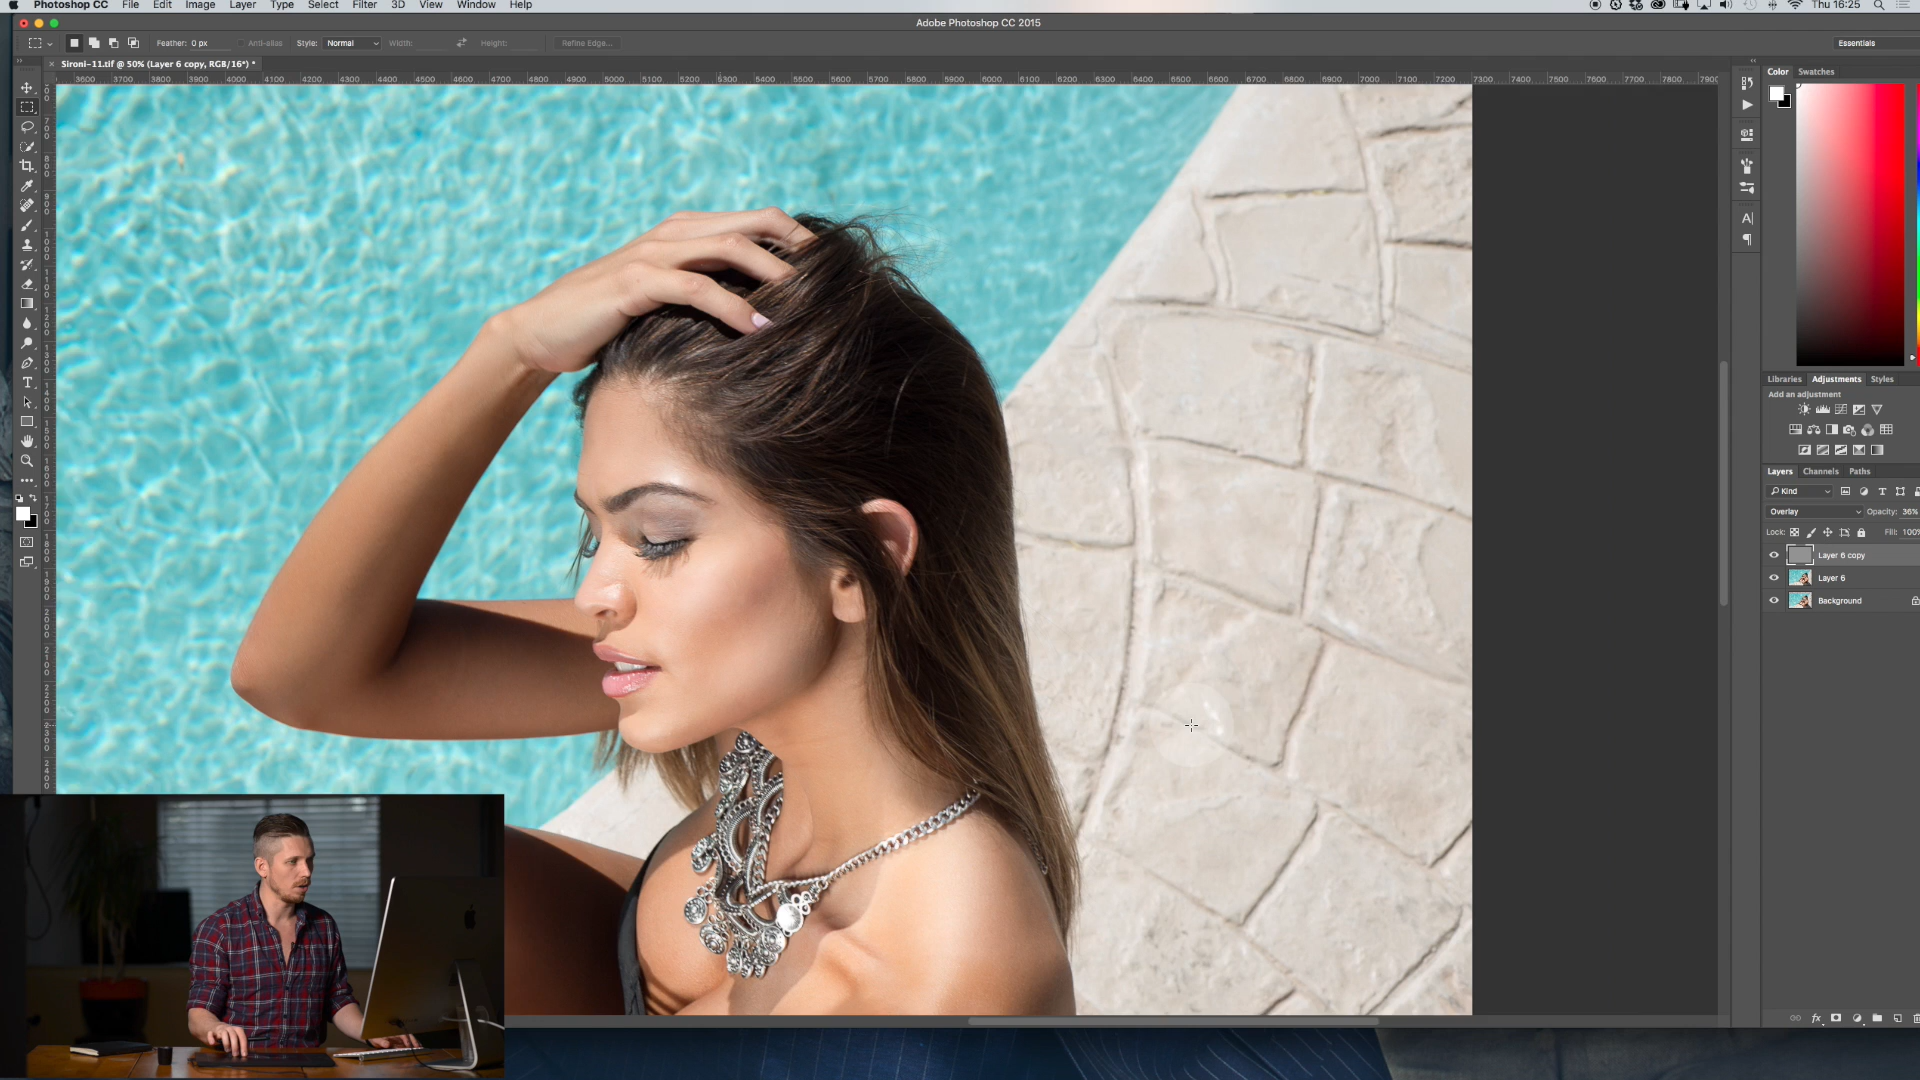 Photoshop CC File Edit Image Layer Type Select Filter 3D View Window Help Thu 16:25
Adobe Photoshop CC 2015
Feather: 0 px Anti-alias Style: Normal Width: Height: Refine Edge... Essentials
× Sironi-11.tif @ 50% (Layer 6 copy, RGB/16*) *
3600 3700 3800 3900 4000 4100 4200 4300 4400 4500 4600 4700 4800 4900 5000 5100 5200 5300 5400 5500 5600 5700 5800 5900 6000 6100 6200 6300 6400 6500 6600 6700 6800 6900 7000 7100 7200 7300 7400 7500 7600 7700 7800 7900
Color Swatches
Libraries Adjustments Styles
Add an adjustment
Layers Channels Paths
Kind
Overlay Opacity: 36%
Lock: Fill: 100%
Layer 6 copy
Layer 6
Background
fx